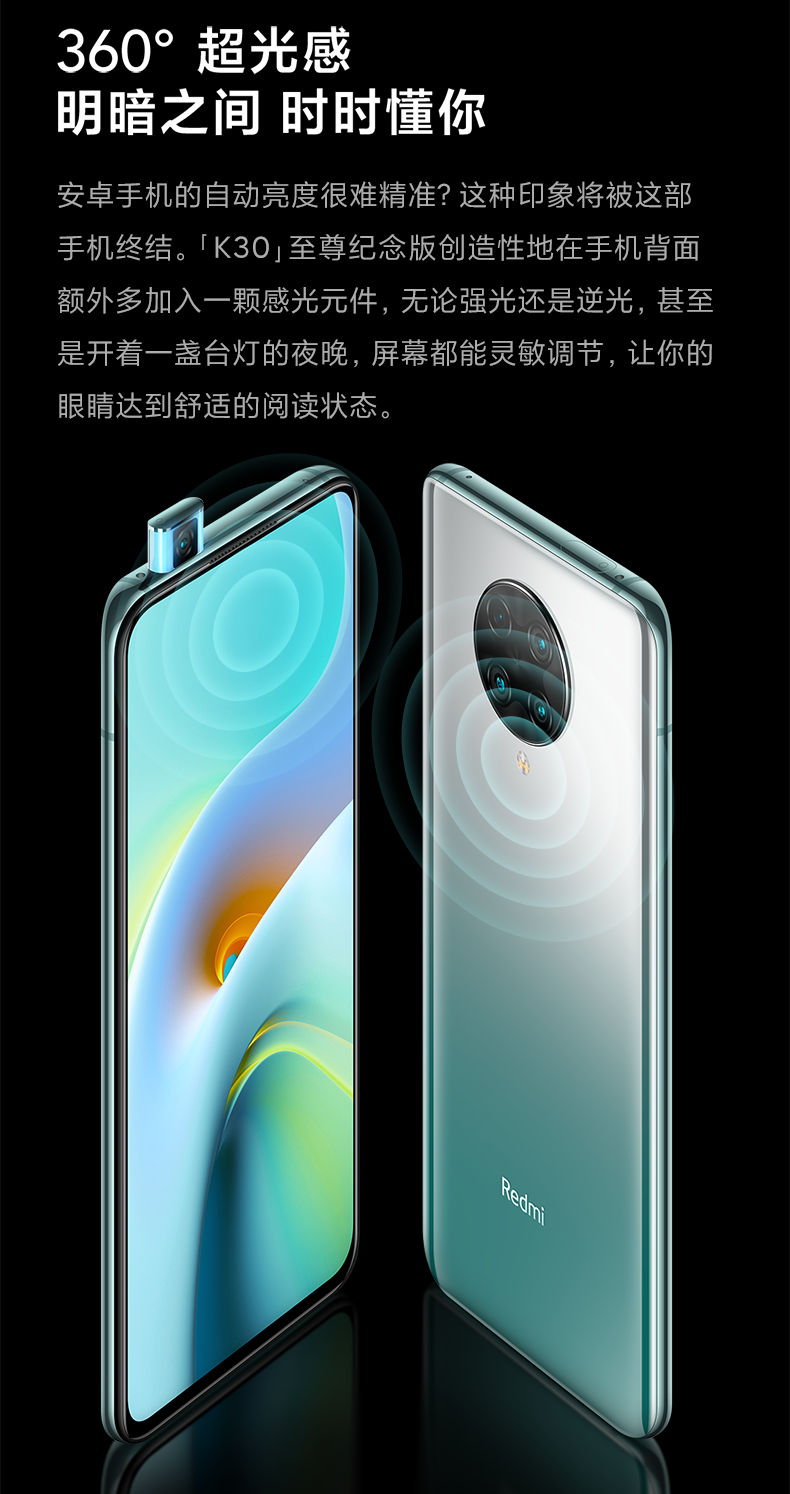 360° 超光感
明暗之间 时时懂你
安卓手机的自动亮度很难精准? 这种印象将被这部
手机终结。「K30」至尊纪念版创造性地在手机背面
额外多加入一颗感光元件, 无论强光还是逆光, 甚至
是开着一盏台灯的夜晚, 屏幕都能灵敏调节, 让你的
眼睛达到舒适的阅读状态。
Redmi